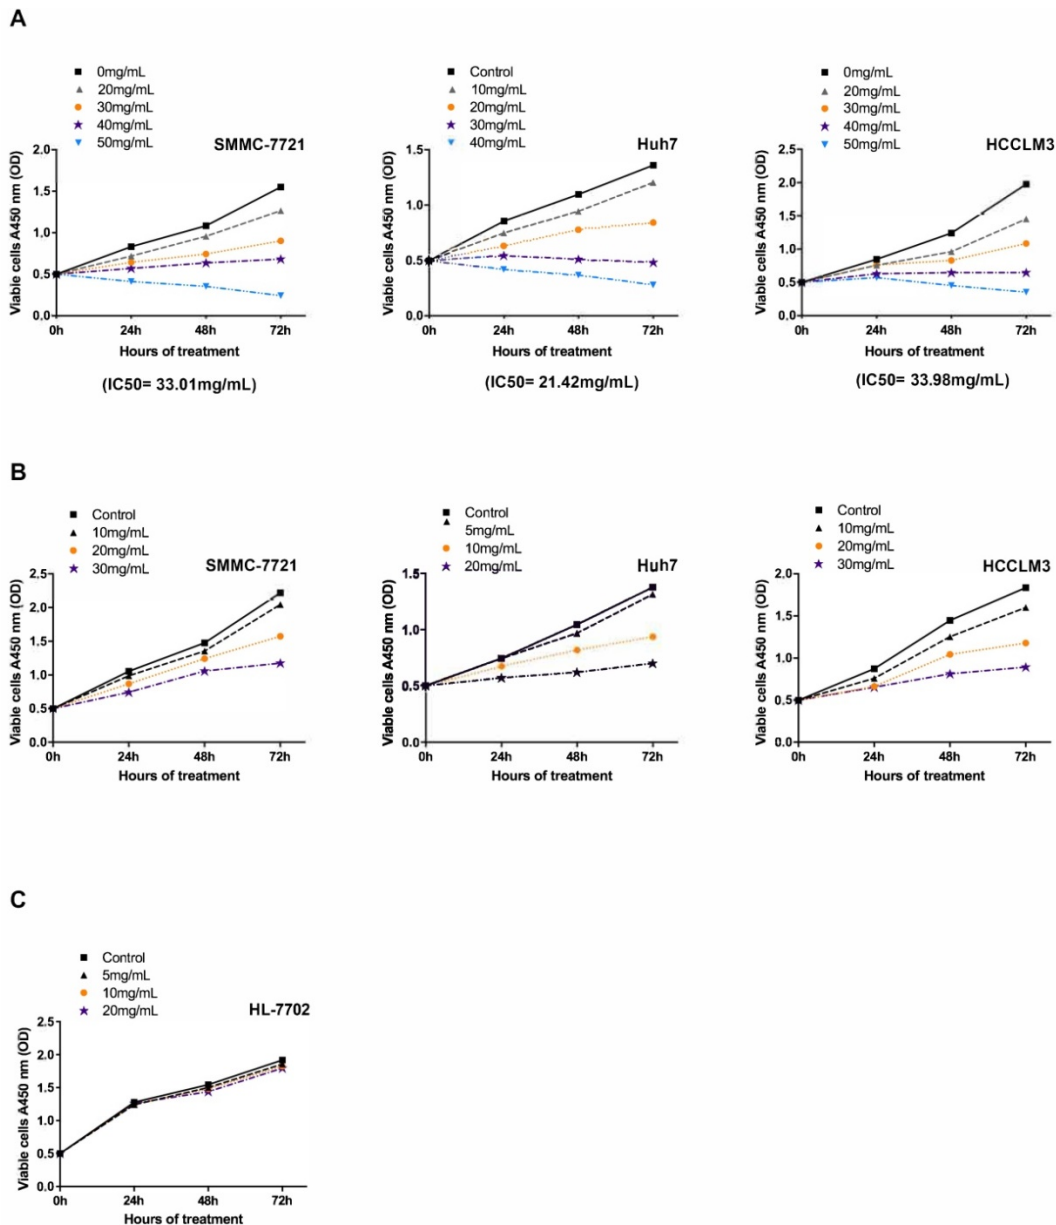 A
0mg/mL
20mg/mL
30mg/mL
40mg/mL
50mg/mL
SMMC-7721
Viable cells A450 nm (OD)
2.0
1.5
1.0
0.5
0.0
0h 24h 48h 72h
Hours of treatment
(IC50= 33.01mg/mL)
Control
10mg/mL
20mg/mL
30mg/mL
40mg/mL
Huh7
Viable cells A450 nm (OD)
1.5
1.0
0.5
0.0
0h 24h 48h 72h
Hours of treatment
(IC50= 21.42mg/mL)
0mg/mL
20mg/mL
30mg/mL
40mg/mL
50mg/mL
HCCLM3
Viable cells A450 nm (OD)
2.5
2.0
1.5
1.0
0.5
0.0
0h 24h 48h 72h
Hours of treatment
(IC50= 33.98mg/mL)
B
Control
10mg/mL
20mg/mL
30mg/mL
SMMC-7721
Viable cells A450 nm (OD)
2.5
2.0
1.5
1.0
0.5
0.0
0h 24h 48h 72h
Hours of treatment
Control
5mg/mL
10mg/mL
20mg/mL
Huh7
Viable cells A450 nm (OD)
1.5
1.0
0.5
0.0
0h 24h 48h 72h
Hours of treatment
Control
10mg/mL
20mg/mL
30mg/mL
HCCLM3
Viable cells A450 nm (OD)
2.0
1.5
1.0
0.5
0.0
0h 24h 48h 72h
Hours of treatment
C
Control
5mg/mL
10mg/mL
20mg/mL
HL-7702
Viable cells A450 nm (OD)
2.5
2.0
1.5
1.0
0.5
0.0
0h 24h 48h 72h
Hours of treatment